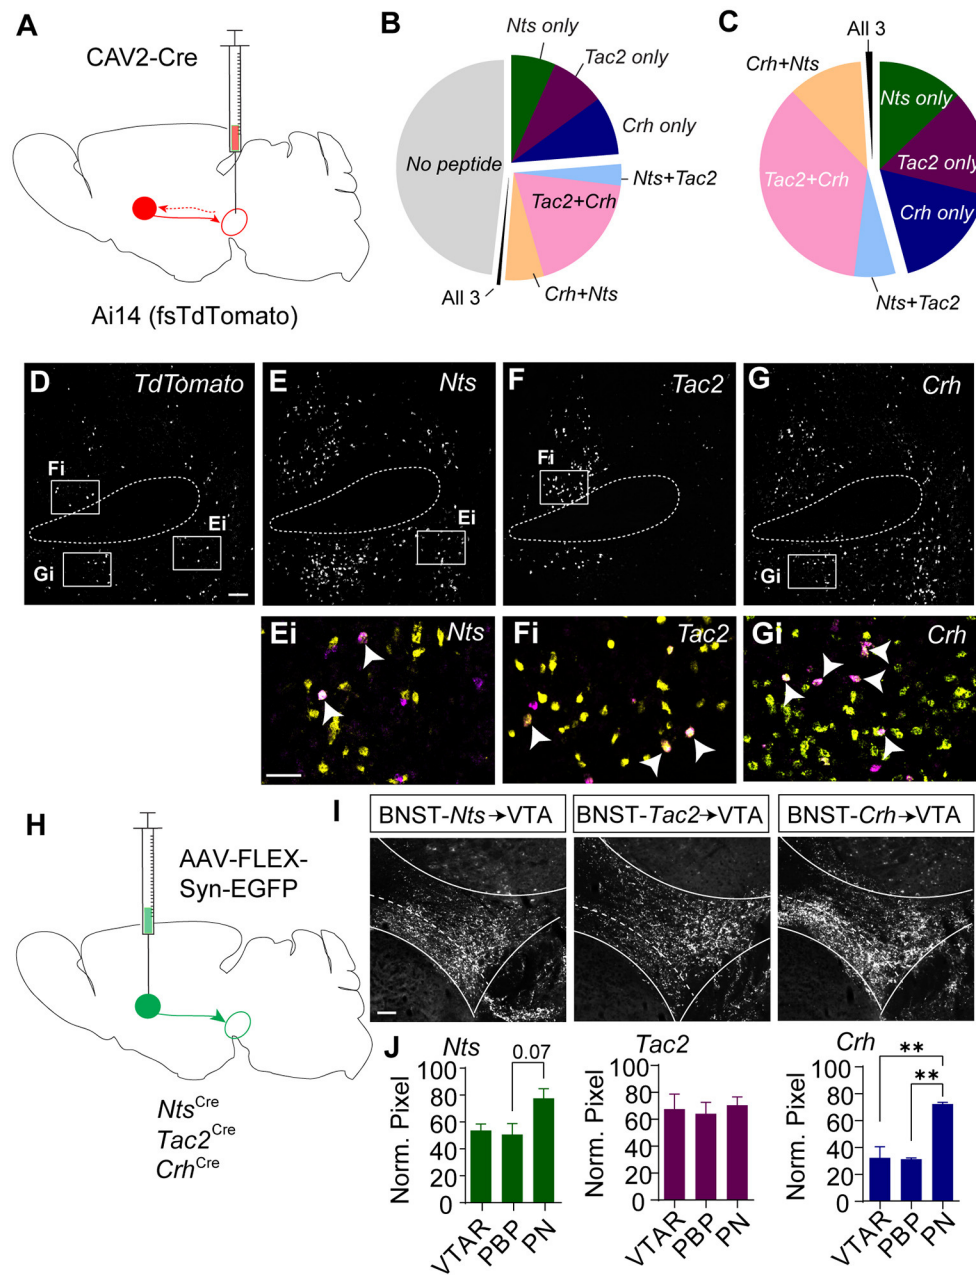 A
CAV2-Cre
Ai14 (fsTdTomato)
B
Nts only
Tac2 only
Crh only
No peptide
Nts+Tac2
Tac2+Crh
All 3
Crh+Nts
C
All 3
Crh+Nts
Nts only
Tac2 only
Tac2+Crh
Crh only
Nts+Tac2
D
TdTomato
Fi
Ei
Gi
E
Nts
Ei
F
Tac2
Fi
G
Crh
Gi
Ei
Nts
Fi
Tac2
Gi
Crh
H
AAV-FLEX-
Syn-EGFP
NtsCre
Tac2Cre
CrhCre
I
BNST-Nts→VTA
BNST-Tac2→VTA
BNST-Crh→VTA
J
Nts
0.07
Norm. Pixel
100
80
60
40
20
0
VTAR
PBP
PN
Tac2
Norm. Pixel
100
80
60
40
20
0
VTAR
PBP
PN
Crh
**
**
Norm. Pixel
100
80
60
40
20
0
VTAR
PBP
PN